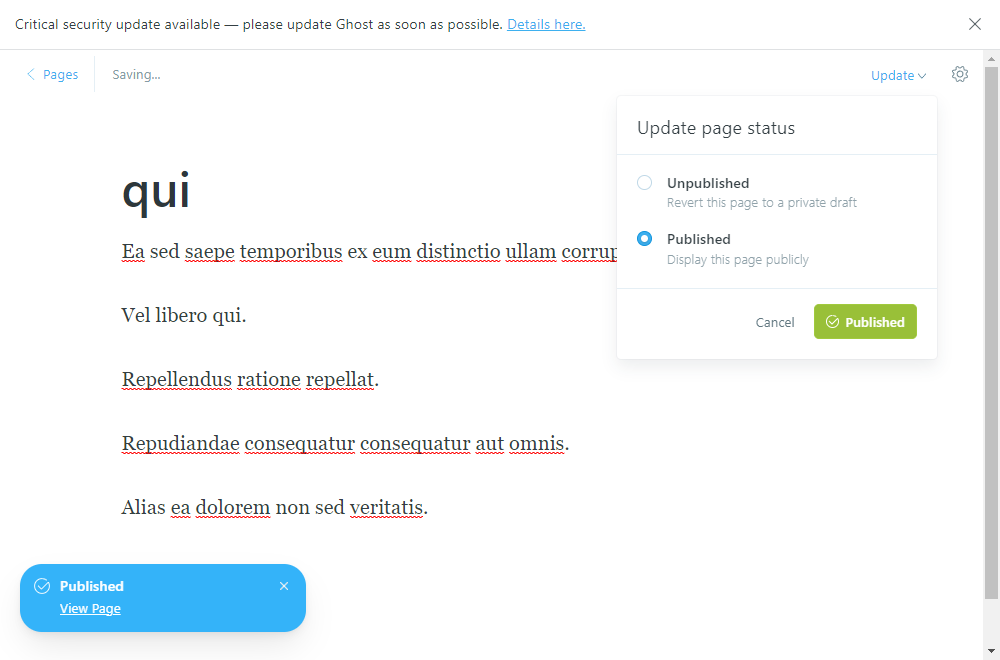 Critical security update available — please update Ghost as soon as possible. Details here.
Pages
Saving...
Update
Update page status
Unpublished
Revert this page to a private draft
Published
Display this page publicly
Cancel
Published
qui
Ea sed saepe temporibus ex eum distinctio ullam
Vel libero qui.
Repellendus ratione repellat.
Repudiandae consequatur consequatur aut omnis.
Alias ea dolorem non sed veritatis.
Published
View Page